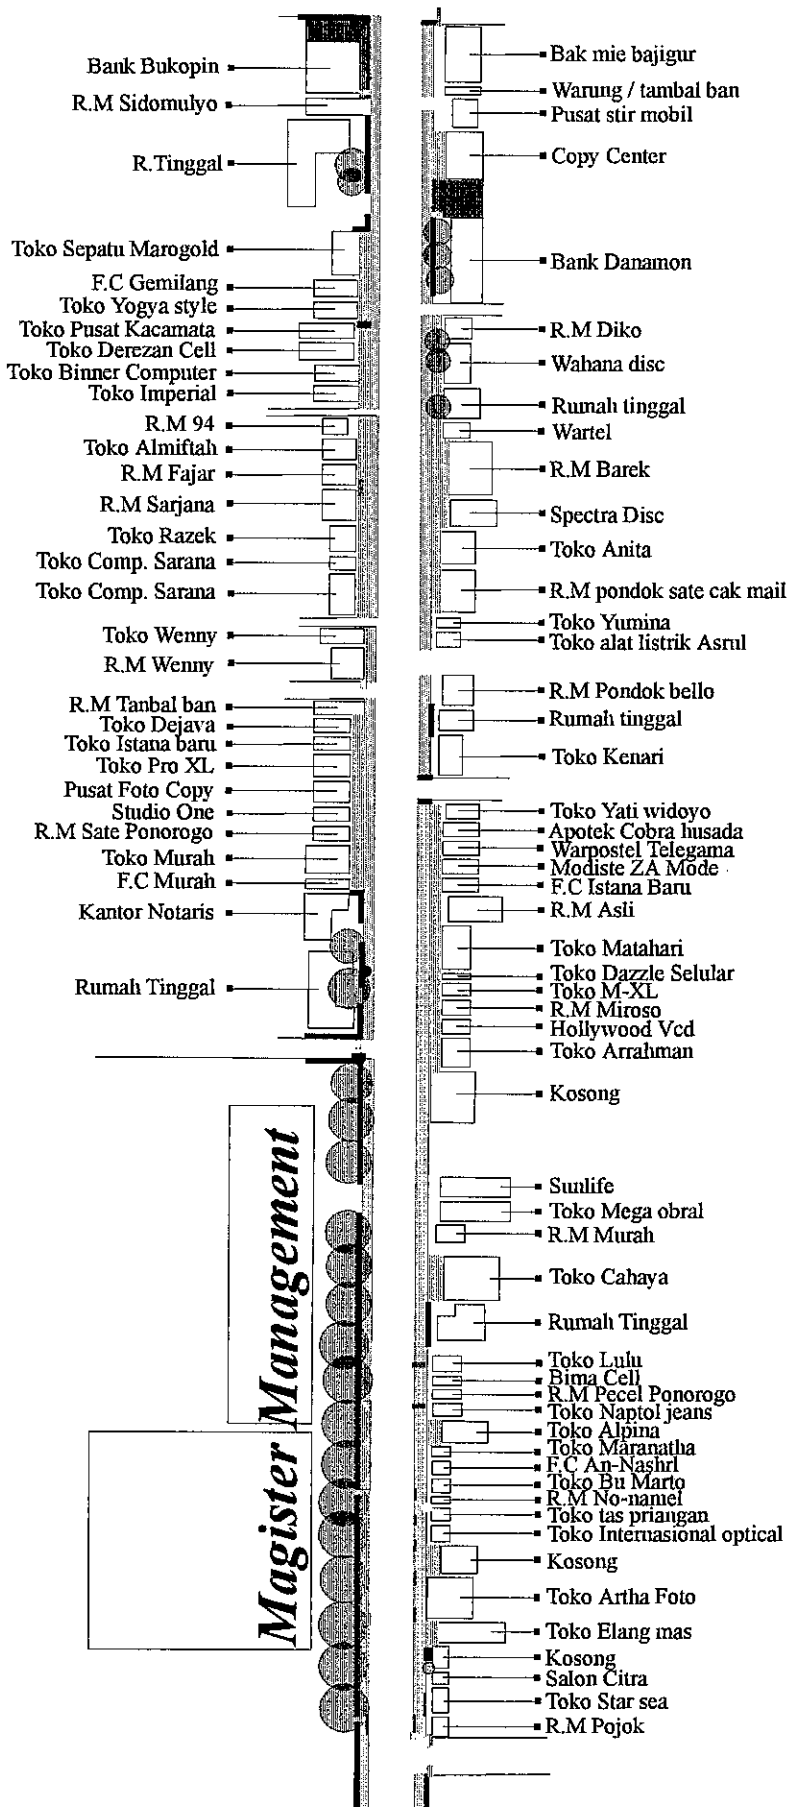 Bank Bukopin
R.M Sidomulyo
R.Tinggal
Toko Sepatu Marogold
F.C Gemilang
Toko Yogya style
Toko Pusat Kacamata
Toko Derezan Cell
Toko Binner Computer
Toko Imperial
R.M 94
Toko Almiftah
R.M Fajar
R.M Sarjana
Toko Razek
Toko Comp. Sarana
Toko Comp. Sarana
Toko Wenny
R.M Wenny
R.M Tanbal ban
Toko Dejava
Toko Istana baru
Toko Pro XL
Pusat Foto Copy
Studio One
R.M Sate Ponorogo
Toko Murah
F.C Murah
Kantor Notaris
Rumah Tinggal
Magister Management
Bak mie bajigur
Warung / tambal ban
Pusat stir mobil
Copy Center
Bank Danamon
R.M Diko
Wahana disc
Rumah tinggal
Wartel
R.M Barek
Spectra Disc
Toko Anita
R.M pondok sate cak mail
Toko Yumina
Toko alat listrik Asrul
R.M Pondok bello
Rumah tinggal
Toko Kenari
Toko Yati widoyo
Apotek Cobra husada
Warpostel Telegama
Modiste ZA Mode
F.C Istana Baru
R.M Asli
Toko Matahari
Toko Dazzle Selular
Toko M-XL
R.M Miroso
Hollywood Vcd
Toko Arrahman
Kosong
Sunlife
Toko Mega obral
R.M Murah
Toko Cahaya
Rumah Tinggal
Toko Lulu
Bima Cell
R.M Pecel Ponorogo
Toko Naptol jeans
Toko Alpina
Toko Maranatha
F.C An-Nashrl
Toko Bu Marto
R.M No-namel
Toko tas priangan
Toko Internasional optical
Kosong
Toko Artha Foto
Toko Elang mas
Kosong
Salon Citra
Toko Star sea
R.M Pojok